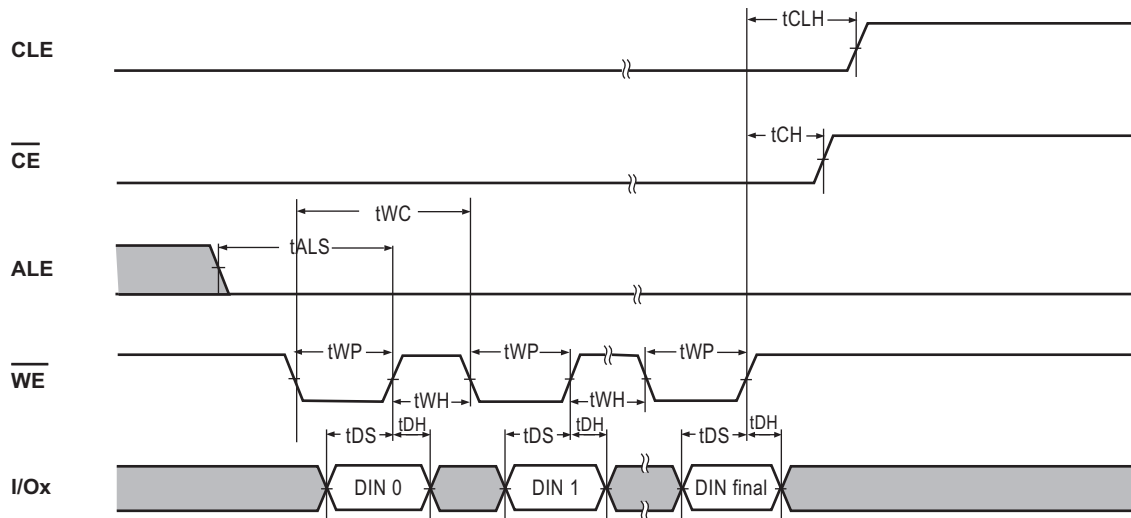 tCLH
CLE
tCH
CE
tWC
tALS
ALE
tWP tWP tWP
WE
tWH tWH
tDS tDH tDS tDH tDS tDH
I/Ox DIN 0 DIN 1 DIN final